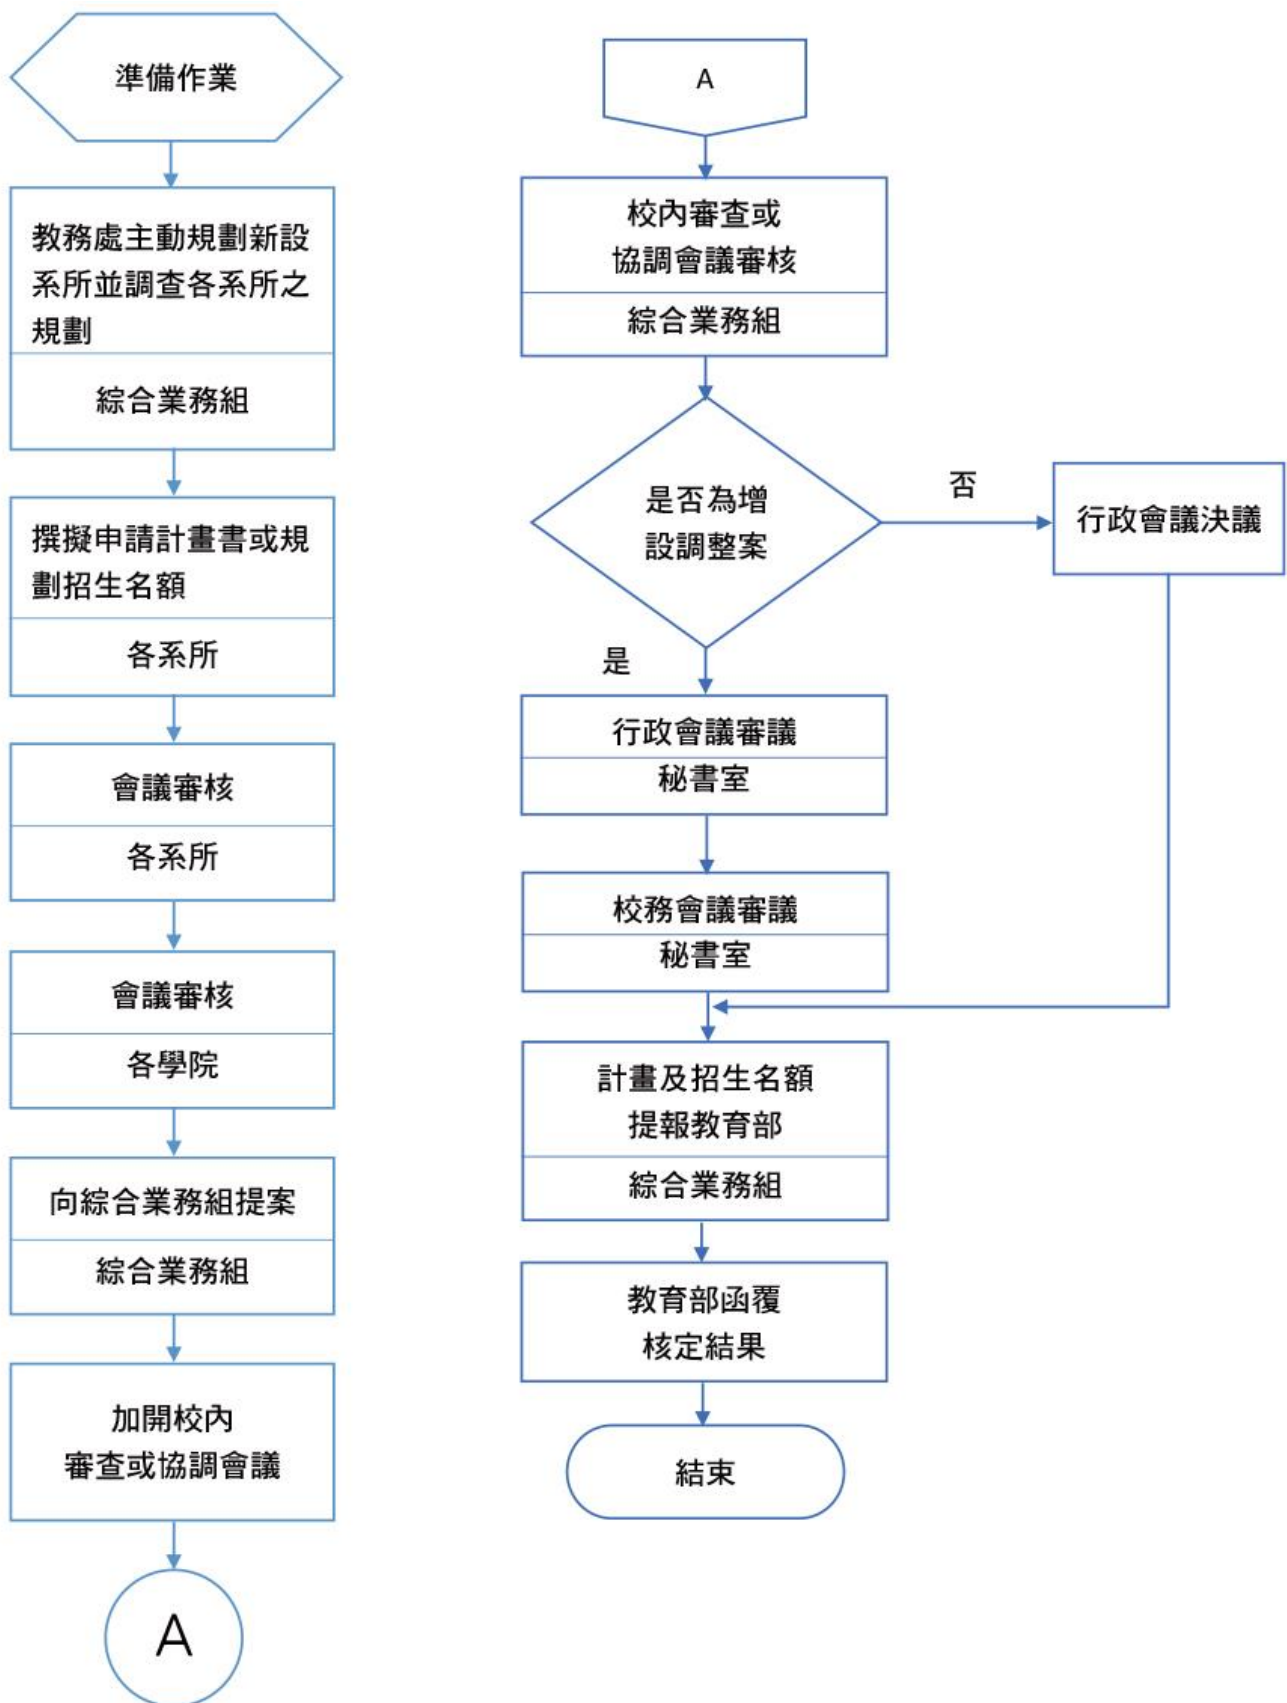 準備作業
教務處主動規劃新設
系所並調查各系所之
規劃
綜合業務組
撰擬申請計畫書或規
劃招生名額
各系所
會議審核
各系所
會議審核
各學院
向綜合業務組提案
綜合業務組
加開校內
審查或協調會議
A
A
校內審查或
協調會議審核
綜合業務組
是否為增
設調整案
否
行政會議決議
是
行政會議審議
秘書室
校務會議審議
秘書室
計畫及招生名額
提報教育部
綜合業務組
教育部函覆
核定結果
結束